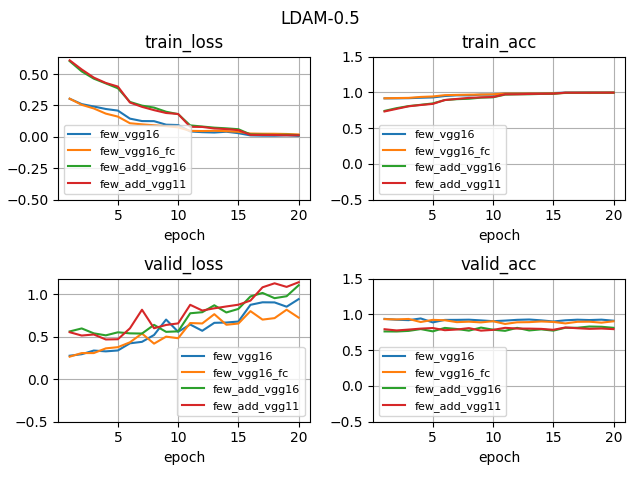 LDAM-0.5
train_loss
0.50
0.25
0.00
−0.25
−0.50
few_vgg16
few_vgg16_fc
few_add_vgg16
few_add_vgg11
5
10
15
20
epoch
train_acc
1.5
1.0
0.5
0.0
−0.5
few_vgg16
few_vgg16_fc
few_add_vgg16
few_add_vgg11
5
10
15
20
epoch
valid_loss
1.0
0.5
0.0
−0.5
few_vgg16
few_vgg16_fc
few_add_vgg16
few_add_vgg11
5
10
15
20
epoch
valid_acc
1.5
1.0
0.5
0.0
−0.5
few_vgg16
few_vgg16_fc
few_add_vgg16
few_add_vgg11
5
10
15
20
epoch